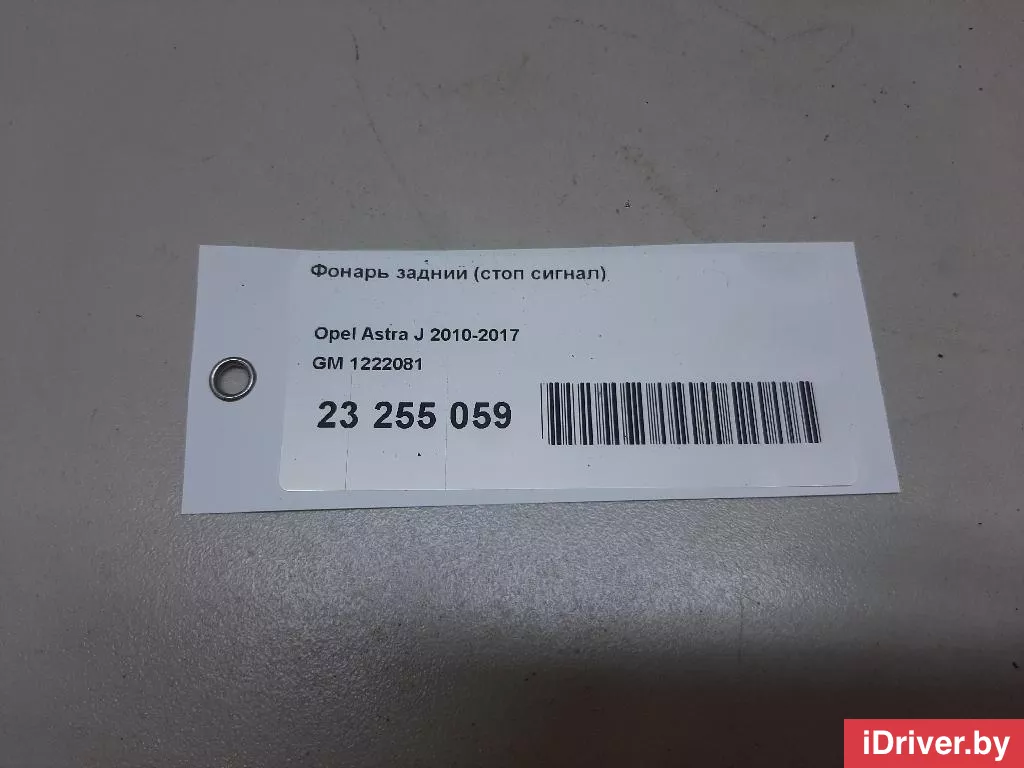 Фонарь задний (стоп сигнал)
Opel Astra J 2010-2017
GM 1222081
23 255 059
iDriver.by